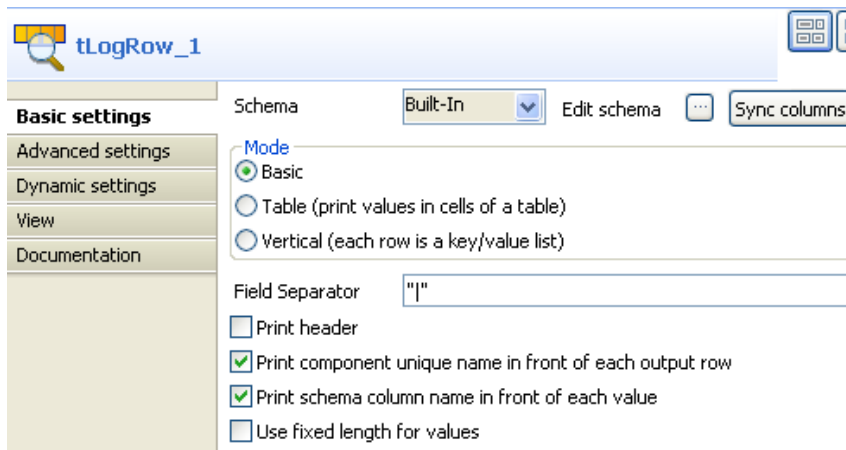 tLogRow_1
Basic settings
Advanced settings
Dynamic settings
View
Documentation
Schema Built-In Edit schema ... Sync columns
Mode
Basic
Table (print values in cells of a table)
Vertical (each row is a key/value list)
Field Separator "|"
Print header
Print component unique name in front of each output row
Print schema column name in front of each value
Use fixed length for values